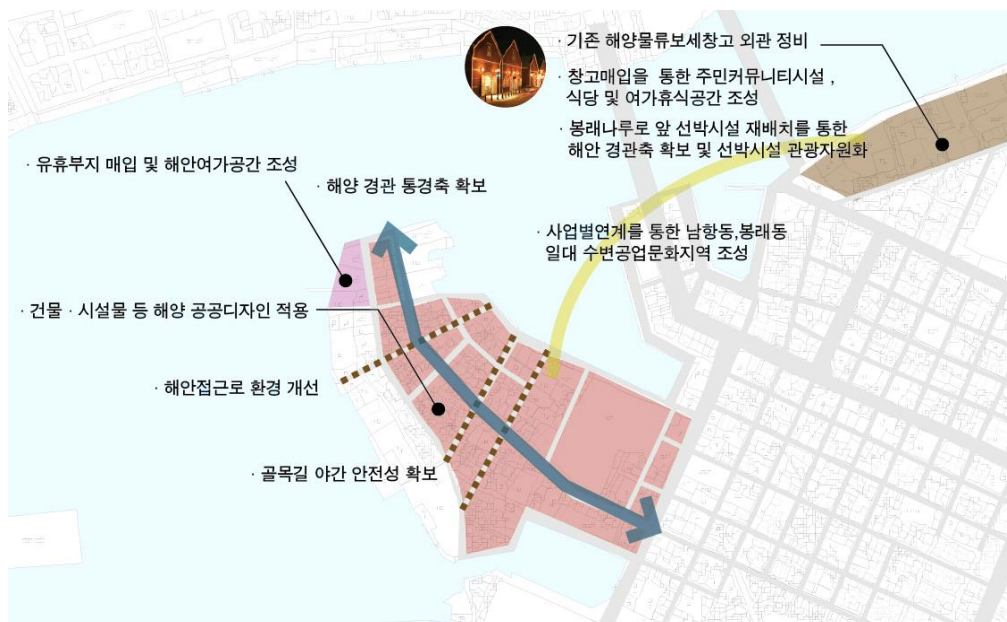 · 기존 해양물류보세창고 외관 정비
· 창고매입을 통한 주민커뮤니티시설 ,
식당 및 여가휴식공간 조성
· 봉래나루로 앞 선박시설 재배치를 통한
해안 경관축 확보 및 선박시설 관광자원화
· 유휴부지 매입 및 해안여가공간 조성
· 해양 경관 통경축 확보
· 사업별연계를 통한 남항동,봉래동
일대 수변공업문화지역 조성
· 건물 · 시설물 등 해양 공공디자인 적용
· 해안접근로 환경 개선
· 골목길 야간 안전성 확보